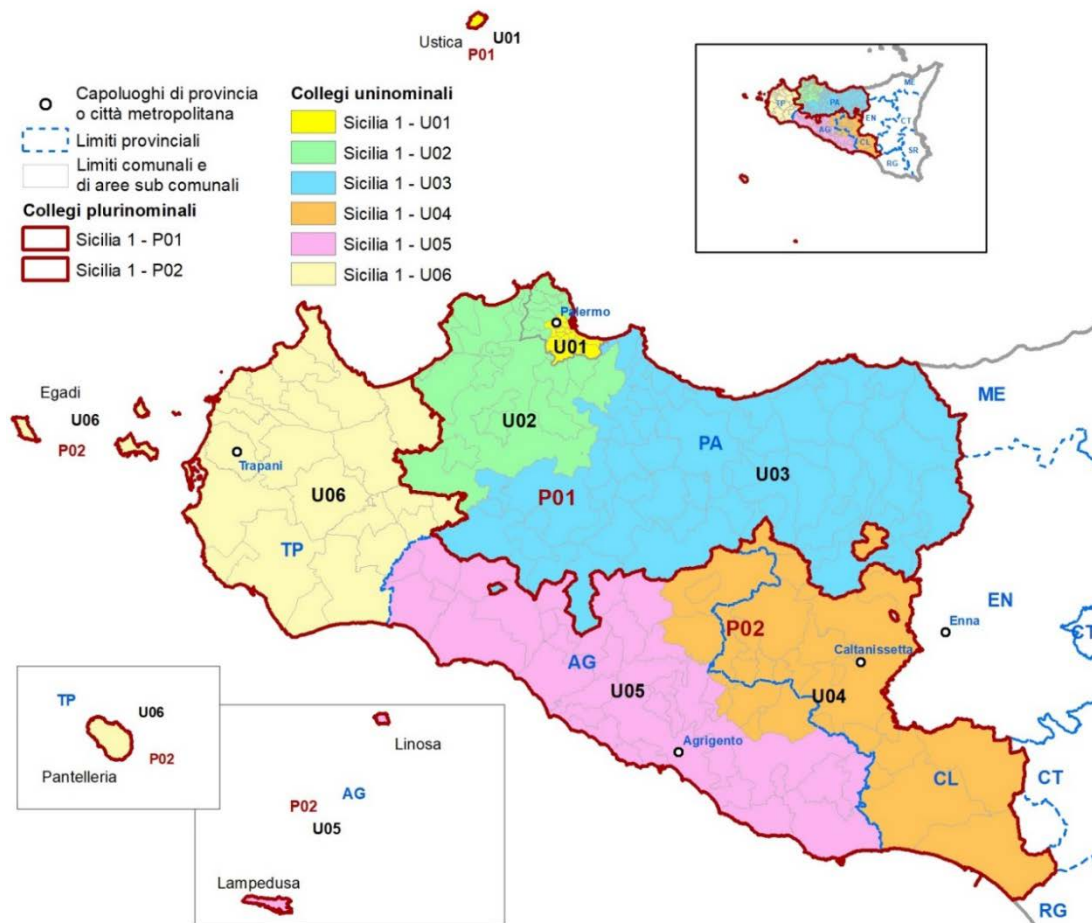 Ustica
U01
P01
Capoluoghi di provincia
o città metropolitana
Limiti provinciali
Limiti comunali e
di aree sub comunali
Collegi plurinominali
Sicilia 1 - P01
Sicilia 1 - P02
Collegi uninominali
Sicilia 1 - U01
Sicilia 1 - U02
Sicilia 1 - U03
Sicilia 1 - U04
Sicilia 1 - U05
Sicilia 1 - U06
ME
TP
PA
EN
CT
AG
CL
SR
RG
Palermo
U01
Egadi
U06
P02
Trapani
U06
TP
U02
PA
U03
P01
ME
EN
Enna
CT
P02
Caltanissetta
AG
U05
U04
Agrigento
CL
CT
RG
TP
U06
P02
Pantelleria
Linosa
P02
AG
U05
Lampedusa